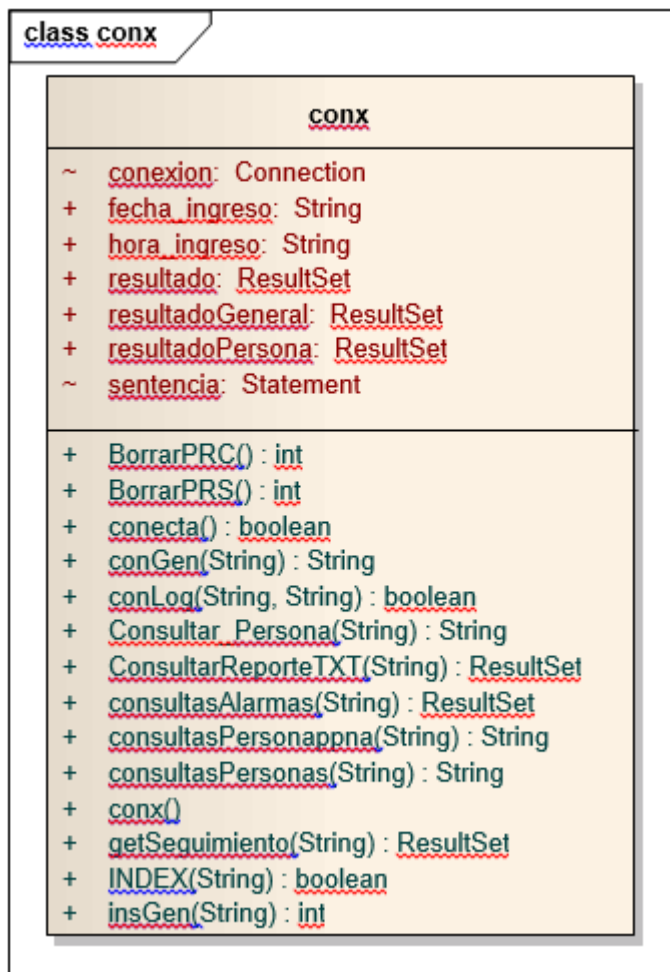 class conx
conx
~ conexion: Connection
+ fecha_ingreso: String
+ hora_ingreso: String
+ resultado: ResultSet
+ resultadoGeneral: ResultSet
+ resultadoPersona: ResultSet
~ sentencia: Statement
+ BorrarPRC() : int
+ BorrarPRS() : int
+ conecta() : boolean
+ conGen(String) : String
+ conLog(String, String) : boolean
+ Consultar_Persona(String) : String
+ ConsultarReporteTXT(String) : ResultSet
+ consultasAlarmas(String) : ResultSet
+ consultasPersonappna(String) : String
+ consultasPersonas(String) : String
+ conx()
+ getSeguimiento(String) : ResultSet
+ INDEX(String) : boolean
+ insGen(String) : int